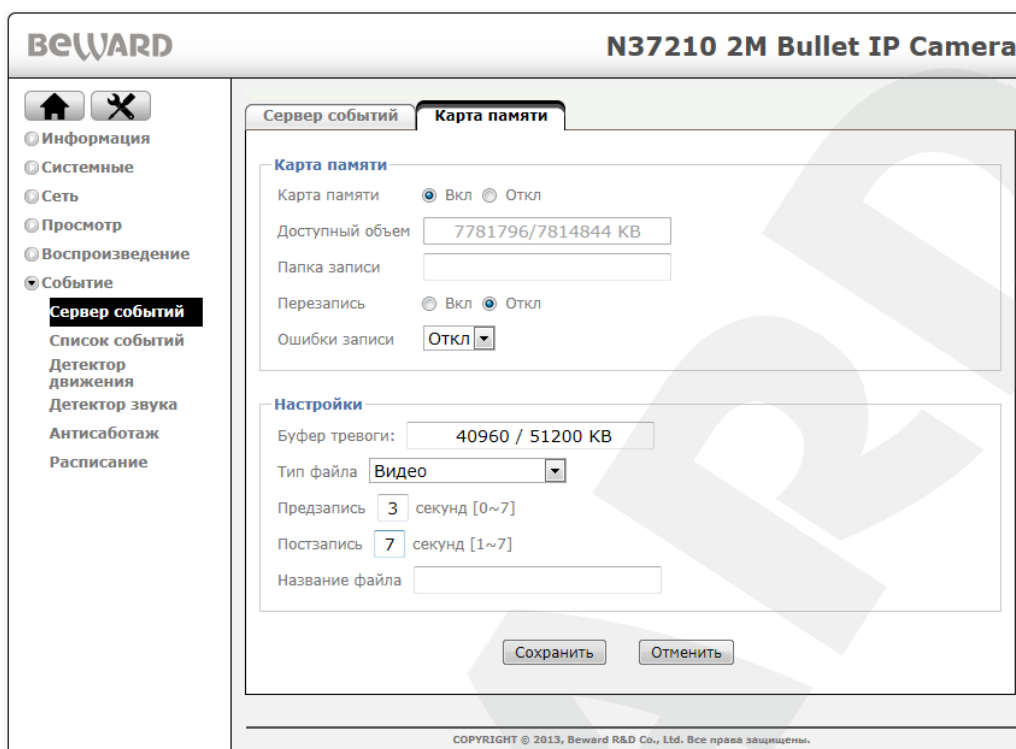 BEWARD
N37210 2M Bullet IP Camera
Информация
Системные
Сеть
Просмотр
Воспроизведение
Событие
Сервер событий
Список событий
Детектор
движения
Детектор звука
Антисаботаж
Расписание
Сервер событий
Карта памяти
Карта памяти
Карта памяти Вкл Откл
Доступный объем 7781796/7814844 KB
Папка записи
Перезапись Вкл Откл
Ошибки записи Откл
Настройки
Буфер тревоги: 40960 / 51200 KB
Тип файла Видео
Предзапись 3 секунд [0~7]
Постзапись 7 секунд [1~7]
Название файла
Сохранить Отменить
COPYRIGHT © 2013, Beward R&D Co., Ltd. Все права защищены.
ARD